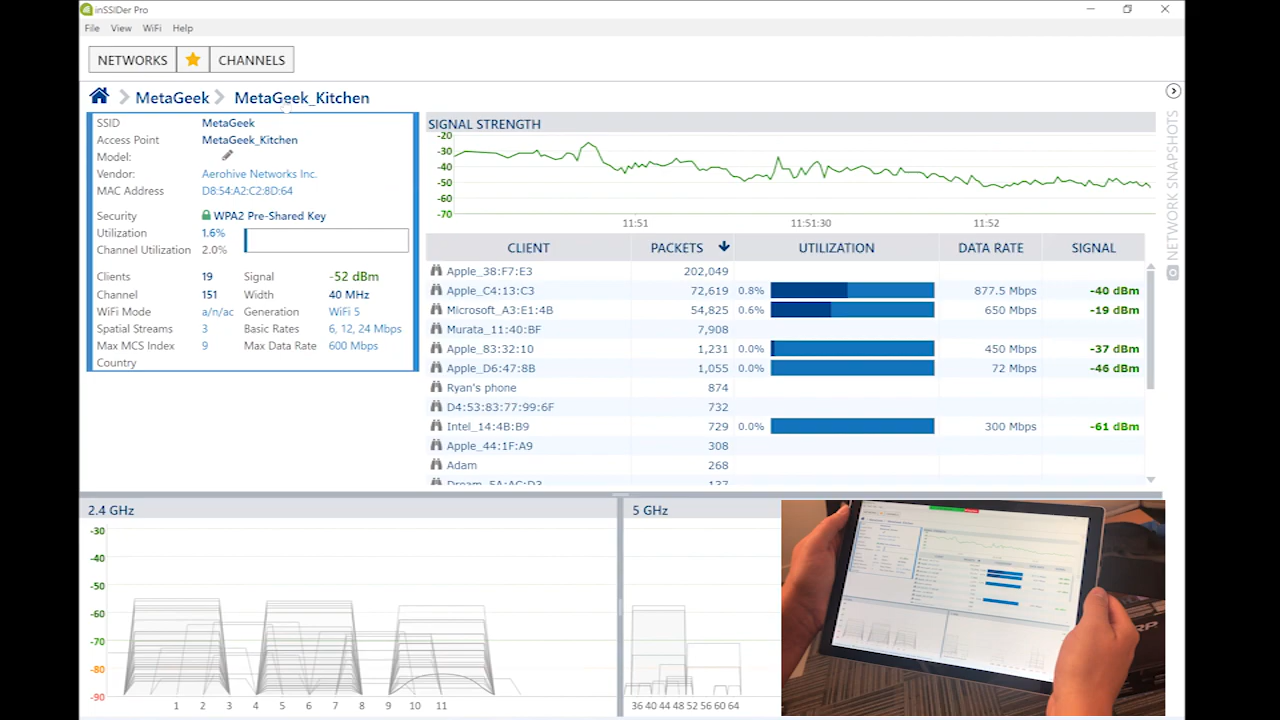 inSSIDer Pro
File View WiFi Help
NETWORKS CHANNELS
MetaGeek MetaGeek_Kitchen
SSID MetaGeek
Access Point MetaGeek_Kitchen
Model:
Vendor: Aerohive Networks Inc.
MAC Address D8:54:A2:C2:8D:64
Security WPA2 Pre-Shared Key
Utilization 1.6%
Channel Utilization 2.0%
Clients 19 Signal -52 dBm
Channel 151 Width 40 MHz
WiFi Mode a/n/ac Generation WiFi 5
Spatial Streams 3 Basic Rates 6, 12, 24 Mbps
Max MCS Index 9 Max Data Rate 600 Mbps
Country
SIGNAL STRENGTH
-20
-30
-40
-50
-60
-70
11:51 11:51:30 11:52
CLIENT PACKETS UTILIZATION DATA RATE SIGNAL
Apple_38:F7:E3 202,049
Apple_C4:13:C3 72,619 0.8% 877.5 Mbps -40 dBm
Microsoft_A3:E1:4B 54,825 0.6% 650 Mbps -19 dBm
Murata_11:40:BF 7,908
Apple_83:32:10 1,231 0.0% 450 Mbps -37 dBm
Apple_D6:47:8B 1,055 0.0% 72 Mbps -46 dBm
Ryan's phone 874
D4:53:83:77:99:6F 732
Intel_14:4B:B9 729 0.0% 300 Mbps -61 dBm
Apple_44:1F:A9 308
Adam 268
NETWORK SNAPSHOTS
2.4 GHz
-30
-40
-50
-60
-70
-80
-90
1 2 3 4 5 6 7 8 9 10 11
5 GHz
36 40 44 48 52 56 60 64